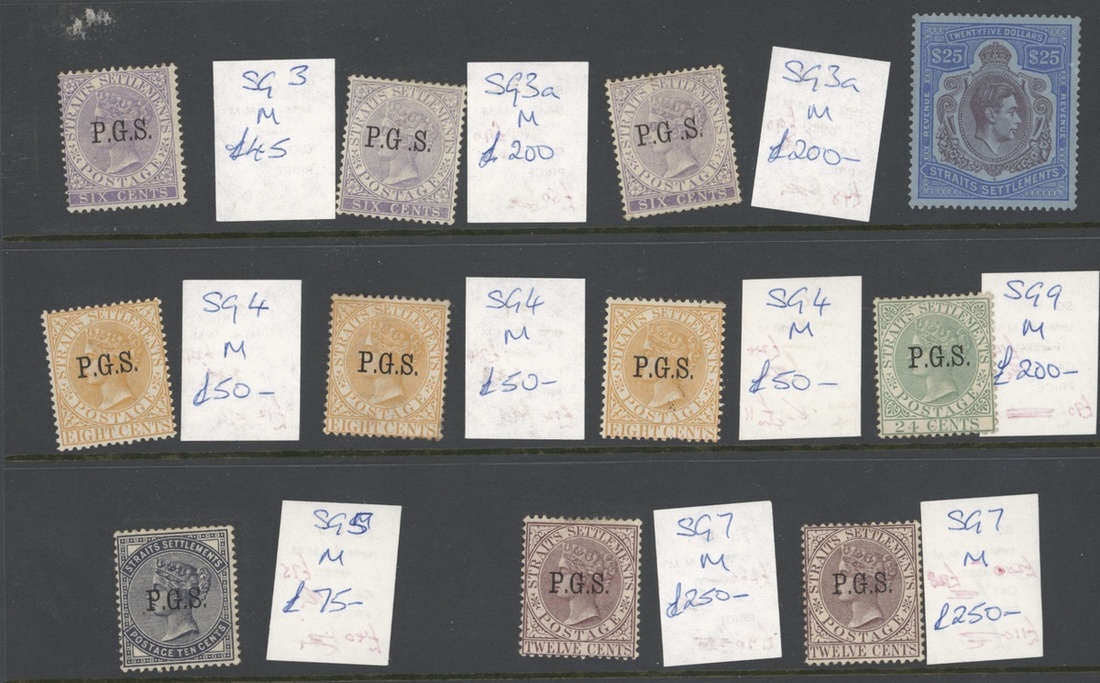 STRAITS SETTLEMENTS
P.G.S.
POSTAGE
SIX CENTS
SG 3
M
£45
STRAITS SETTLEMENTS
P.G.S.
POSTAGE
SIX CENTS
SG3a
M
£200
STRAITS SETTLEMENTS
P.G.S.
POSTAGE
SIX CENTS
SG3a
M
£200-
TWENTY FIVE DOLLARS
$25 $25
REVENUE REVENUE
STRAITS SETTLEMENTS
STRAITS SETTLEMENTS
P.G.S.
POSTAGE
EIGHT CENTS
SG4
M
£50-
STRAITS SETTLEMENTS
P.G.S.
POSTAGE
EIGHT CENTS
SG4
M
£50-
STRAITS SETTLEMENTS
P.G.S.
POSTAGE
EIGHT CENTS
SG4
M
£50-
STRAITS SETTLEMENTS
P.G.S.
POSTAGE
24 CENTS
SG9
M
£200-
STRAITS SETTLEMENTS
P.G.S.
POSTAGE TEN CENTS
SG5
M
£75-
STRAITS SETTLEMENTS
P.G.S.
POSTAGE
TWELVE CENTS
SG7
M
£250-
STRAITS SETTLEMENTS
P.G.S.
POSTAGE
TWELVE CENTS
SG7
M
£250-